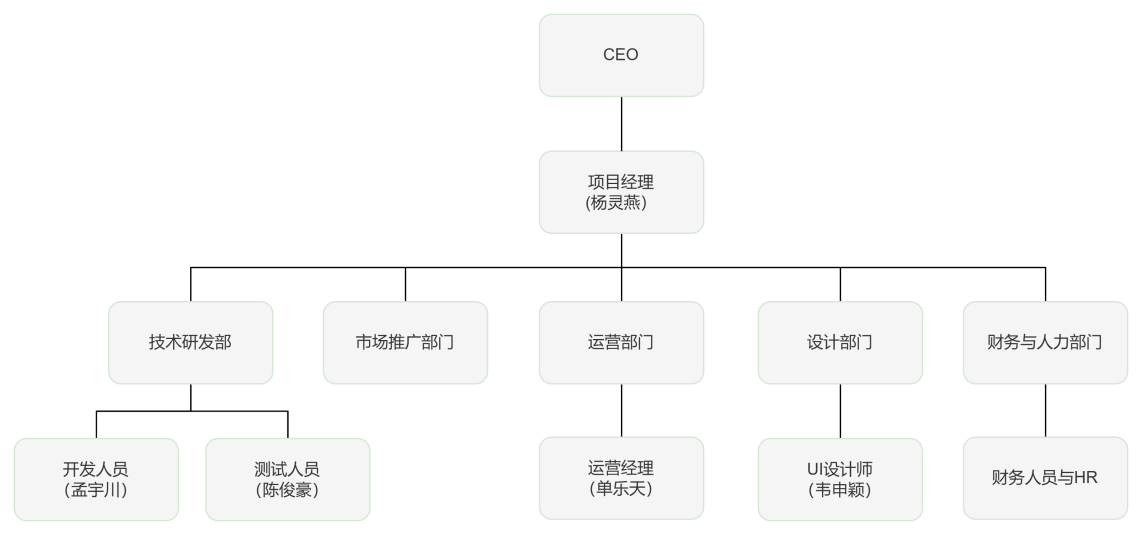 CEO
项目经理
(杨灵燕）
技术研发部
市场推广部门
运营部门
设计部门
财务与人力部门
开发人员
（孟宇川）
测试人员
（陈俊豪）
运营经理
（单乐天）
UI设计师
（韦申颖）
财务人员与HR